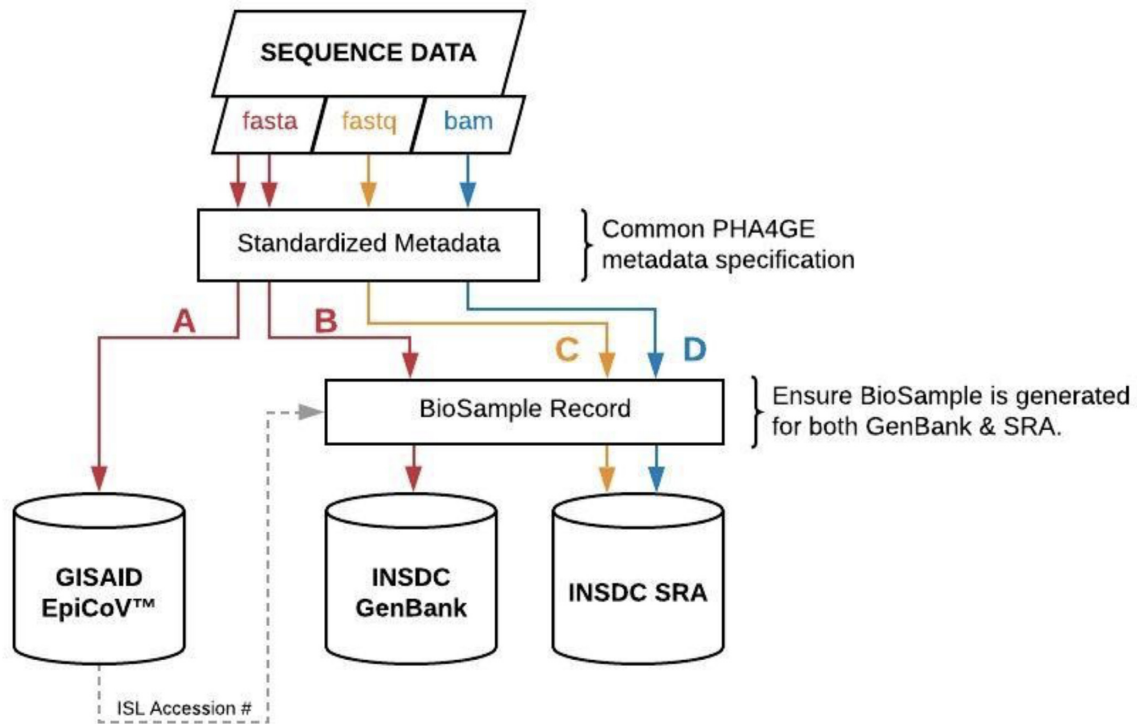 SEQUENCE DATA
fasta
fastq
bam
Standardized Metadata
Common PHA4GE
metadata specification
A
B
C
D
BioSample Record
Ensure BioSample is generated
for both GenBank & SRA.
GISAID
EpiCoV™
INSDC
GenBank
INSDC SRA
ISL Accession #